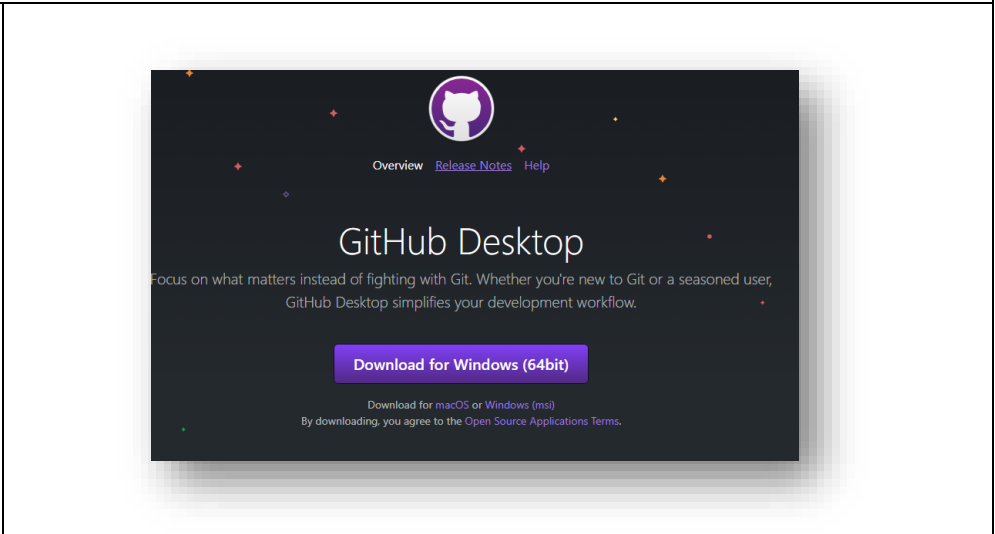 Overview Release Notes Help
GitHub Desktop
Focus on what matters instead of fighting with Git. Whether you're new to Git or a seasoned user,
GitHub Desktop simplifies your development workflow.
Download for Windows (64bit)
Download for macOS or Windows (msi)
By downloading, you agree to the Open Source Applications Terms.